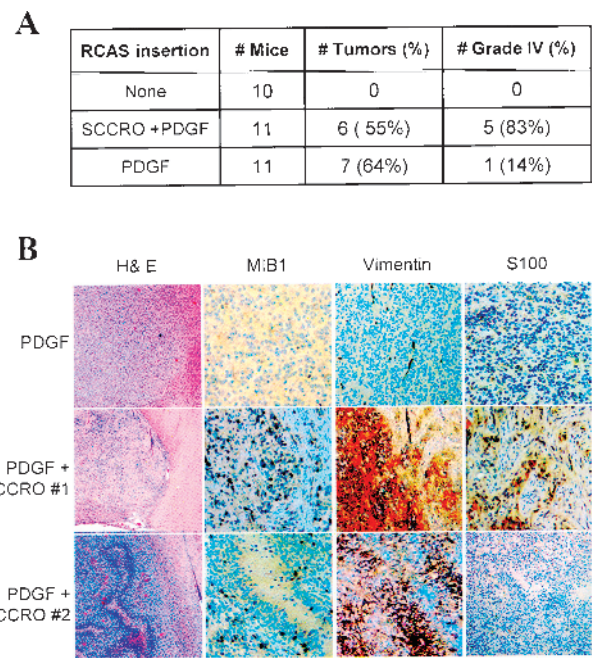 A
RCAS insertion # Mice # Tumors (%) # Grade IV (%)
None 10 0 0
SCCRO +PDGF 11 6 ( 55%) 5 (83%)
PDGF 11 7 (64%) 1 (14%)
B
H& E MiB1 Vimentin S100
PDGF
PDGF +
CCRO #1
PDGF +
CCRO #2